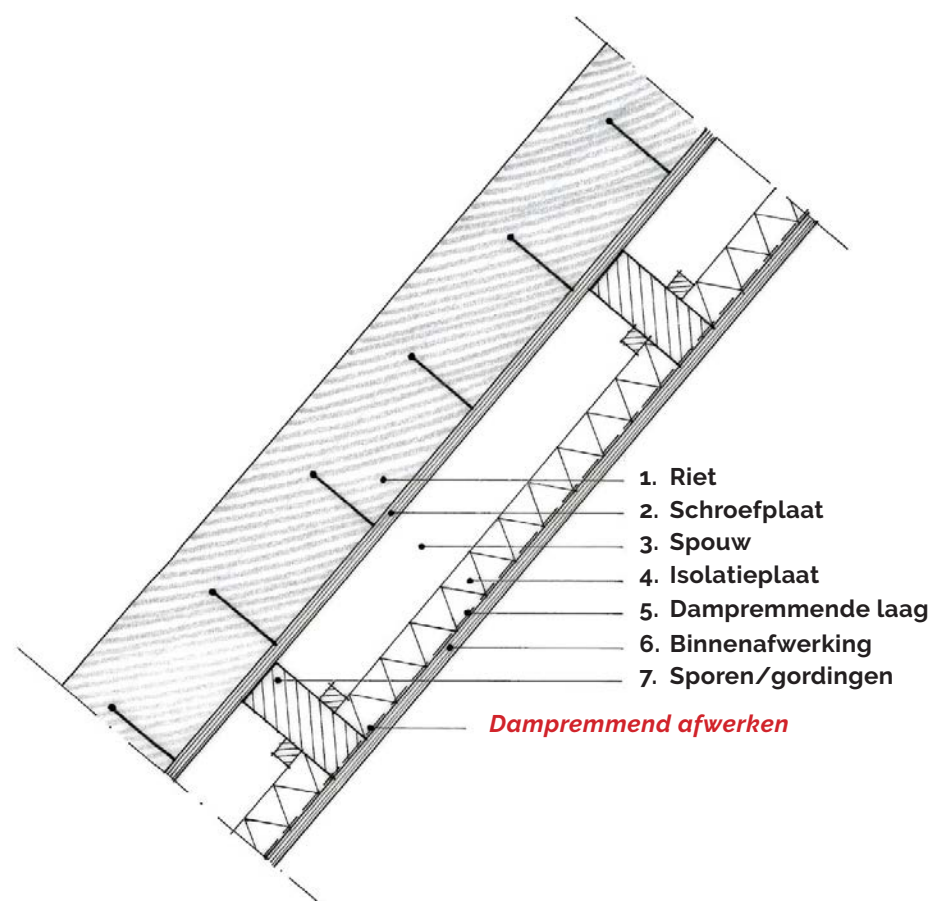 1. Riet
2. Schroefplaat
3. Spouw
4. Isolatieplaat
5. Dampremmende laag
6. Binnenafwerking
7. Sporen/gordingen
Dampremmend afwerken